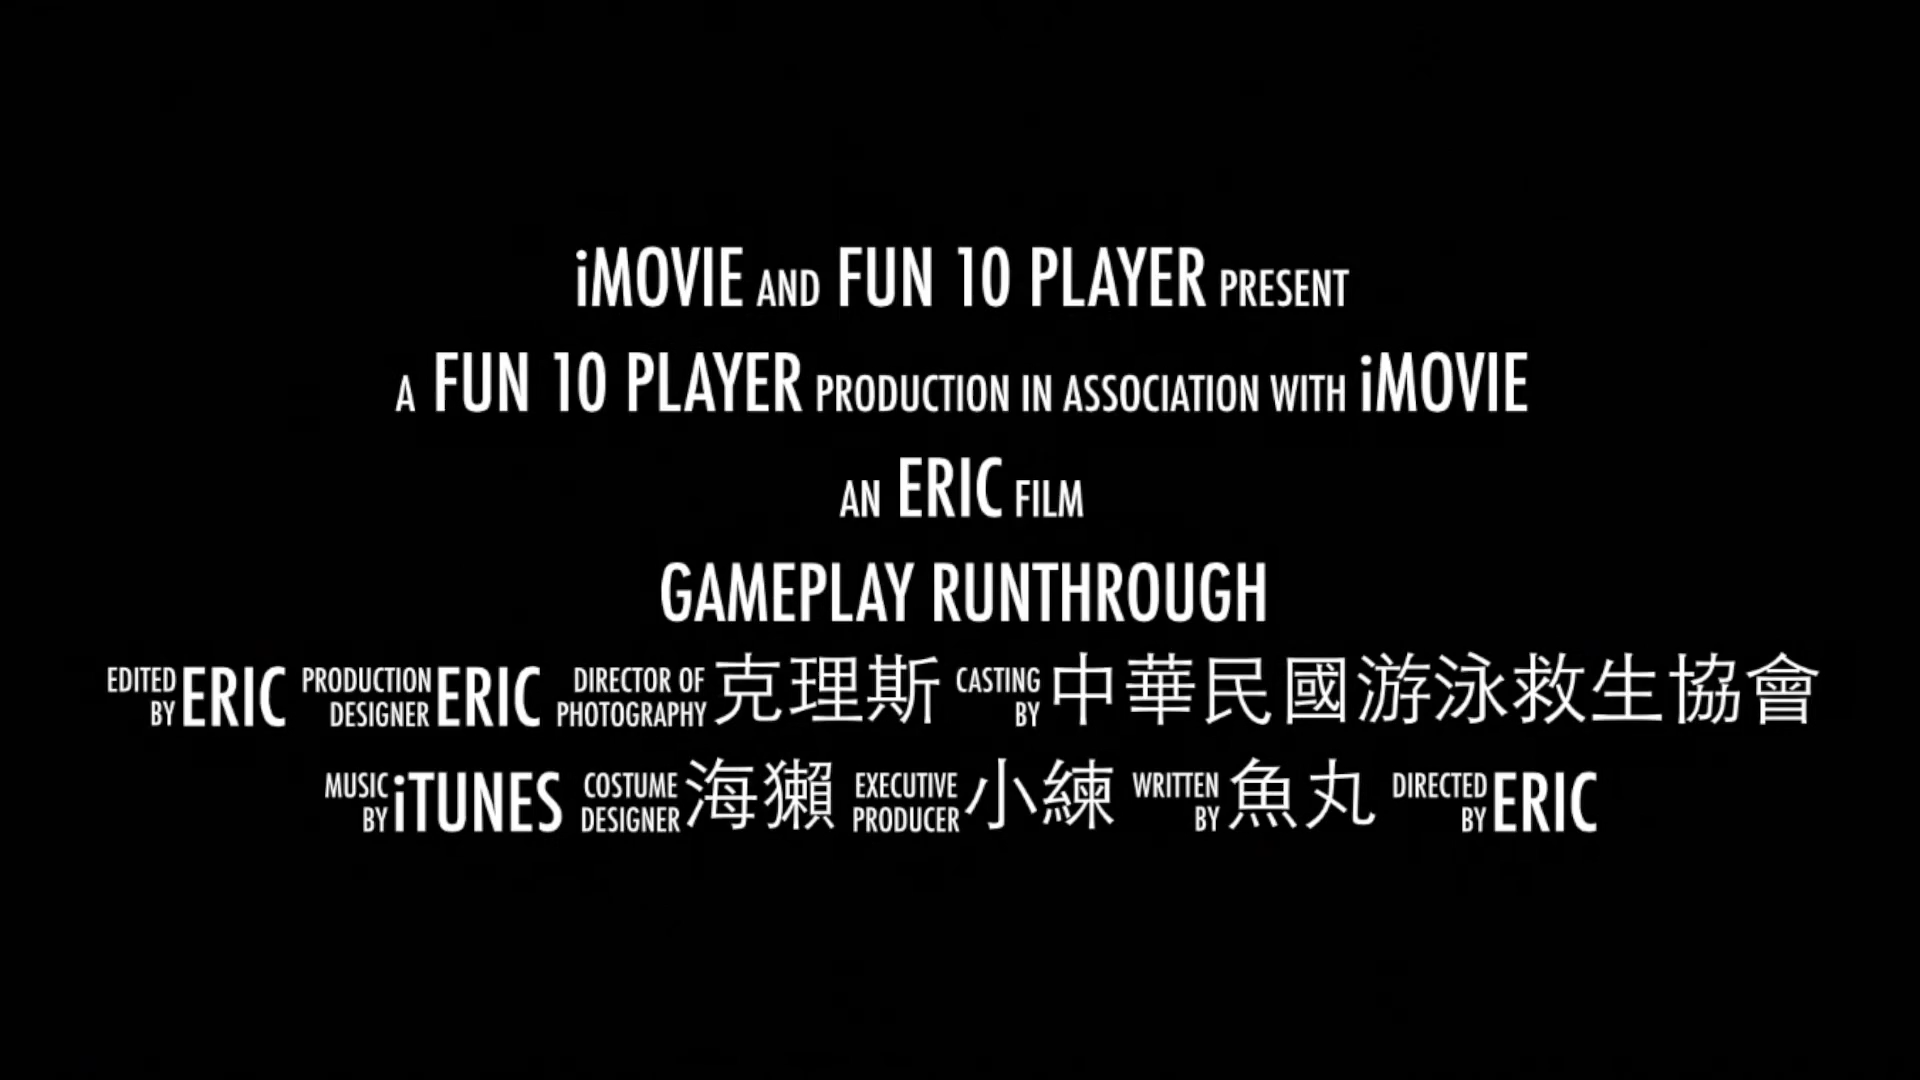 iMOVIE AND FUN 10 PLAYER PRESENT
A FUN 10 PLAYER PRODUCTION IN ASSOCIATION WITH iMOVIE
AN ERIC FILM
GAMEPLAY RUNTHROUGH
EDITED BY ERIC PRODUCTION DESIGNER ERIC DIRECTOR OF PHOTOGRAPHY 克理斯 CASTING BY 中華民國游泳救生協會
MUSIC BY iTUNES COSTUME DESIGNER 海獺 EXECUTIVE PRODUCER 小練 WRITTEN BY 魚丸 DIRECTED BY ERIC